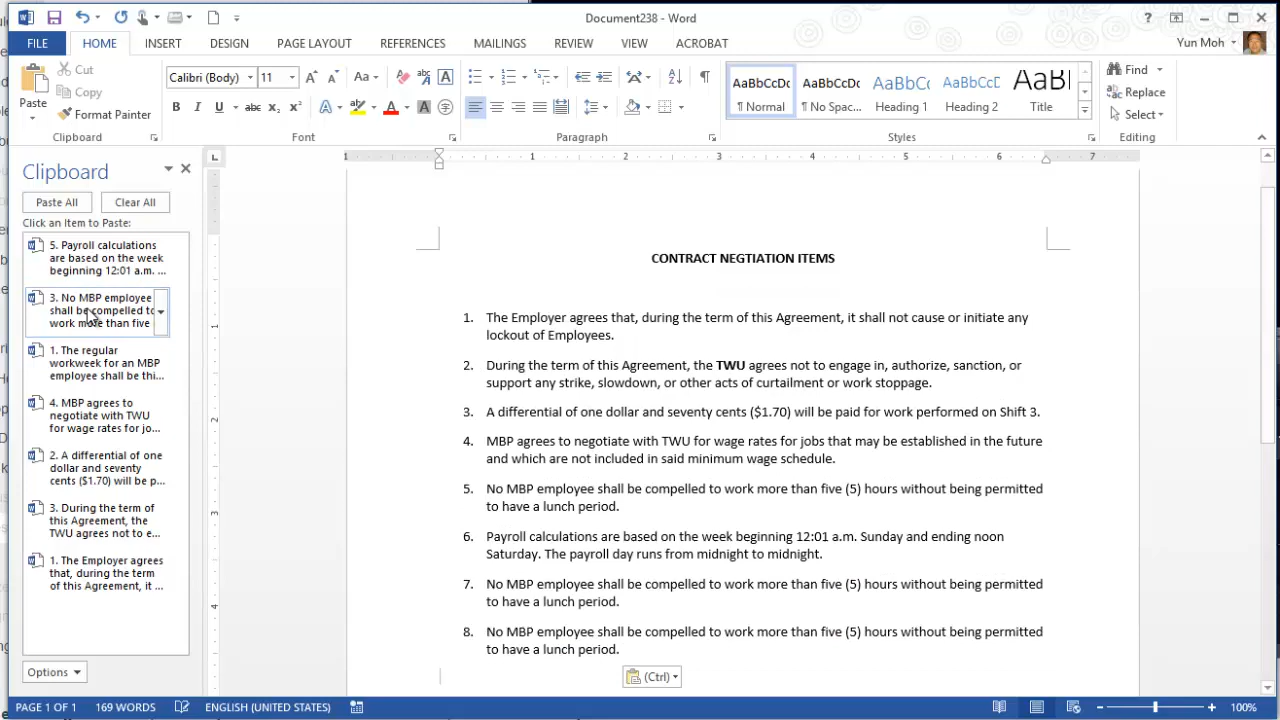 Document238 - Word
?
FILE HOME INSERT DESIGN PAGE LAYOUT REFERENCES MAILINGS REVIEW VIEW ACROBAT
Yun Moh
Paste
Cut
Copy
Format Painter
Clipboard
Calibri (Body) 11
Font
Paragraph
AaBbCcDc AaBbCcDc AaBbCc AaBbCcD AaBl
¶ Normal ¶ No Spac... Heading 1 Heading 2 Title
Styles
Find
Replace
Select
Editing
Clipboard
Paste All Clear All
Click an Item to Paste:
5. Payroll calculations
are based on the week
beginning 12:01 a.m. ...
3. No MBP employee
shall be compelled to
work more than five
1. The regular
workweek for an MBP
employee shall be thi...
4. MBP agrees to
negotiate with TWU
for wage rates for jo...
2. A differential of one
dollar and seventy
cents ($1.70) will be p...
3. During the term of
this Agreement, the
TWU agrees not to e...
1. The Employer agrees
that, during the term
of this Agreement, it ...
Options
1 1 2 3 4 5 6 7
1
2
3
4
CONTRACT NEGTIATION ITEMS
1. The Employer agrees that, during the term of this Agreement, it shall not cause or initiate any
lockout of Employees.
2. During the term of this Agreement, the TWU agrees not to engage in, authorize, sanction, or
support any strike, slowdown, or other acts of curtailment or work stoppage.
3. A differential of one dollar and seventy cents ($1.70) will be paid for work performed on Shift 3.
4. MBP agrees to negotiate with TWU for wage rates for jobs that may be established in the future
and which are not included in said minimum wage schedule.
5. No MBP employee shall be compelled to work more than five (5) hours without being permitted
to have a lunch period.
6. Payroll calculations are based on the week beginning 12:01 a.m. Sunday and ending noon
Saturday. The payroll day runs from midnight to midnight.
7. No MBP employee shall be compelled to work more than five (5) hours without being permitted
to have a lunch period.
8. No MBP employee shall be compelled to work more than five (5) hours without being permitted
to have a lunch period.
(Ctrl)
PAGE 1 OF 1 169 WORDS ENGLISH (UNITED STATES) 100%